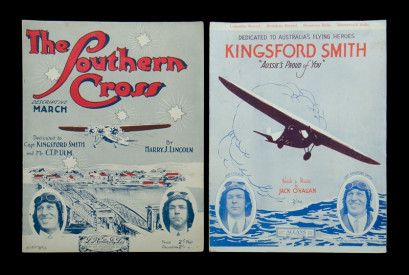 The
Southern
Cross
DESCRIPTIVE
MARCH
Dedicated to
Capt. KINGSFORD SMITH
and Mr. C.T.P. ULM.
By
HARRY J. LINCOLN
DEDICATED TO AUSTRALIA'S FLYING HEROES
KINGSFORD SMITH
"AUSSIE'S PROUD of YOU"
Words & Music
by
JACK O'HAGAN